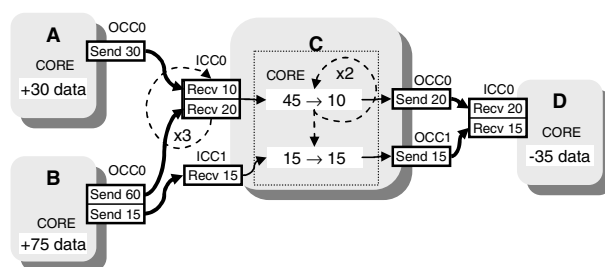 A
CORE
+30 data
OCC0
Send 30
B
CORE
+75 data
OCC0
Send 60
Send 15
ICC0
Recv 10
Recv 20
x3
ICC1
Recv 15
C
CORE
x2
45 → 10
15 → 15
OCC0
Send 20
OCC1
Send 15
ICC0
Recv 20
Recv 15
D
CORE
-35 data